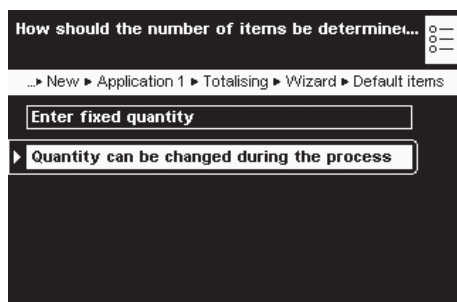 How should the number of items be determine...
...▸ New ▸ Application 1 ▸ Totalising ▸ Wizard ▸ Default items
Enter fixed quantity
Quantity can be changed during the process